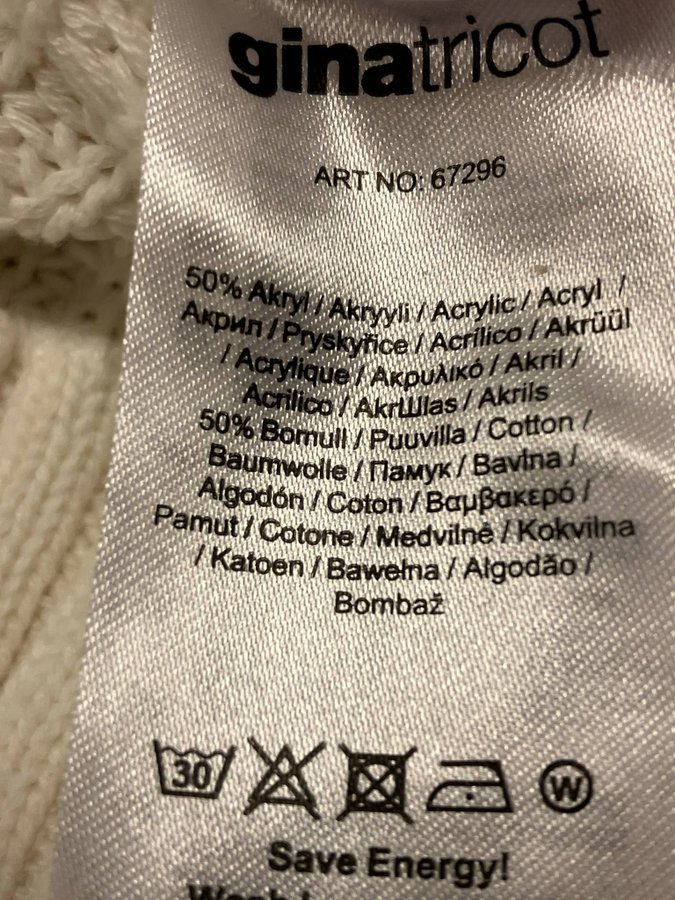 ginatricot
ART NO: 67296
50% Akryl / Akryyli / Acrylic / Acryl /
Акрил / Pryskyřice / Acrílico / Akrüül
/ Acrylique / Ακρυλικό / Akril /
Acrilico / AkrШlas / Akrils
50% Bomull / Puuvilla / Cotton /
Baumwolle / Памук / Bavlna /
Algodón / Coton / Βαμβακερό /
Pamut / Cotone / Medvilnė / Kokvilna
/ Katoen / Bawełna / Algodão /
Bombaž
30
W
Save Energy!